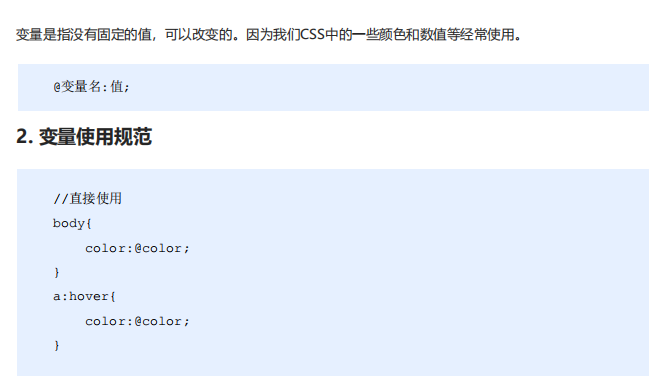 变量是指没有固定的值，可以改变的。因为我们CSS中的一些颜色和数值等经常使用。
@变量名:值;
2. 变量使用规范
//直接使用
body{
color:@color;
}
a:hover{
color:@color;
}